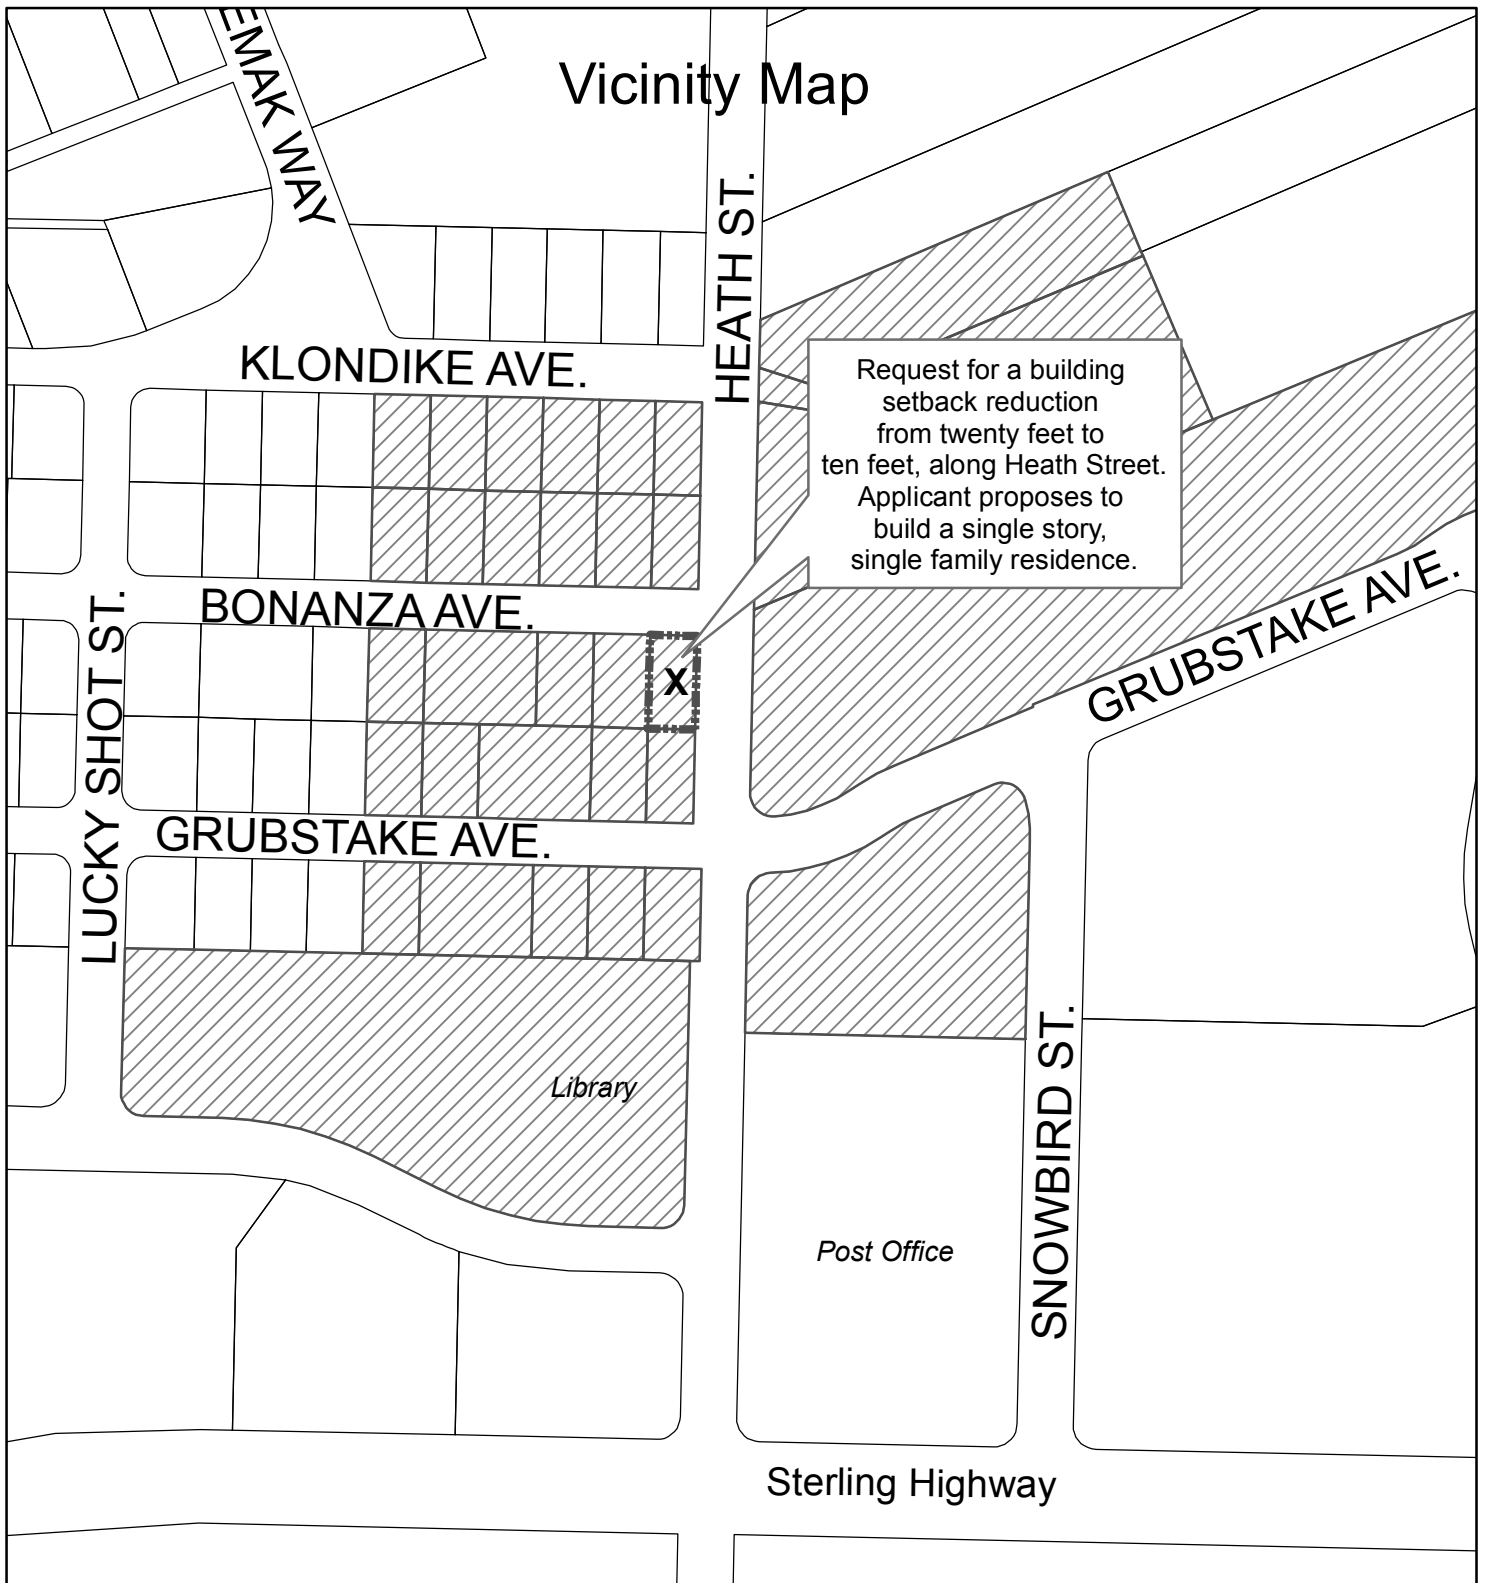 EMAK WAY
Vicinity Map
HEATH ST.
KLONDIKE AVE.
Request for a building
setback reduction
from twenty feet to
ten feet, along Heath Street.
Applicant proposes to
build a single story,
single family residence.
BONANZA AVE.
X
LUCKY SHOT ST.
GRUBSTAKE AVE.
GRUBSTAKE AVE.
Library
Post Office
SNOWBIRD ST.
Sterling Highway